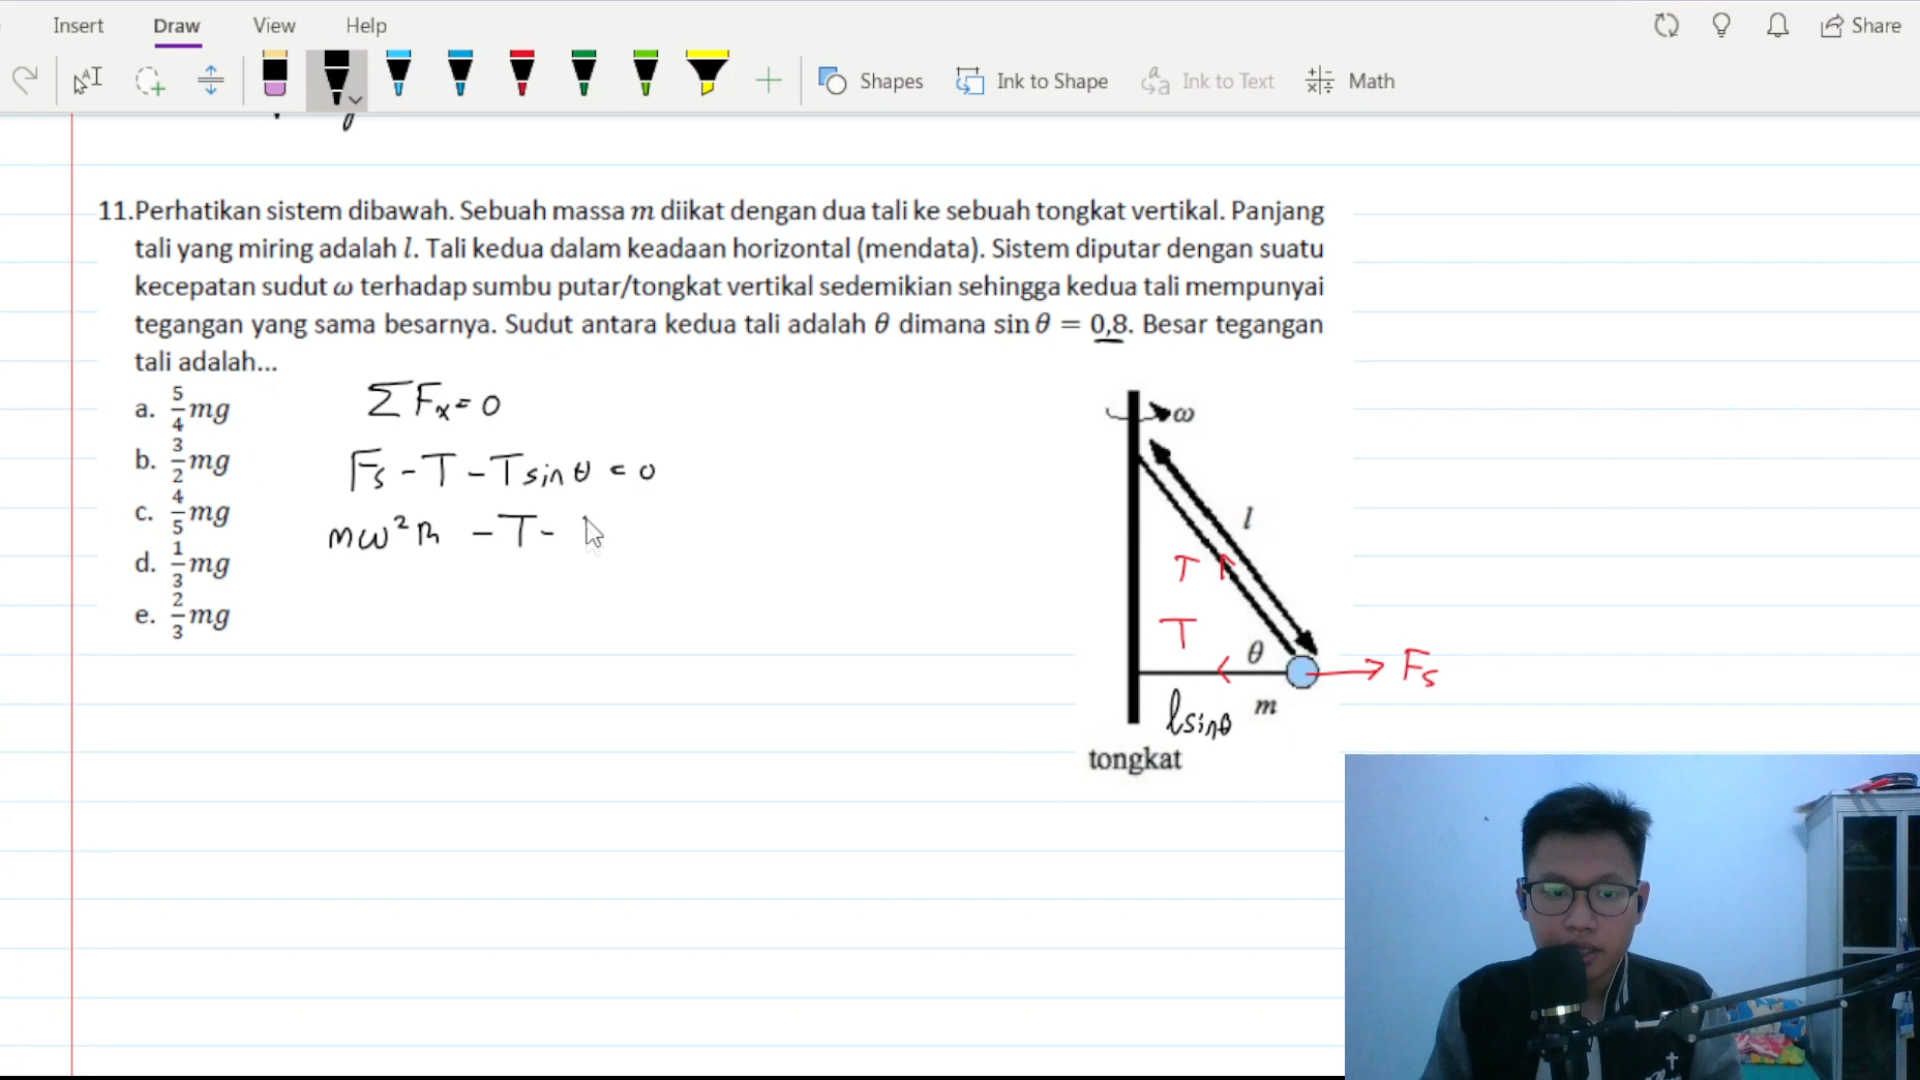 Insert Draw View Help Share
Shapes Ink to Shape Ink to Text Math
11.Perhatikan sistem dibawah. Sebuah massa m diikat dengan dua tali ke sebuah tongkat vertikal. Panjang
tali yang miring adalah l. Tali kedua dalam keadaan horizontal (mendata). Sistem diputar dengan suatu
kecepatan sudut ω terhadap sumbu putar/tongkat vertikal sedemikian sehingga kedua tali mempunyai
tegangan yang sama besarnya. Sudut antara kedua tali adalah θ dimana sin θ = 0,8. Besar tegangan
tali adalah...
a. 5/4 mg
b. 3/2 mg
c. 4/5 mg
d. 1/3 mg
e. 2/3 mg
ΣFx = 0
Fs - T - T sin θ = 0
mω²R - T -
ω
l
T
T
θ
Fs
m
l sin θ
tongkat